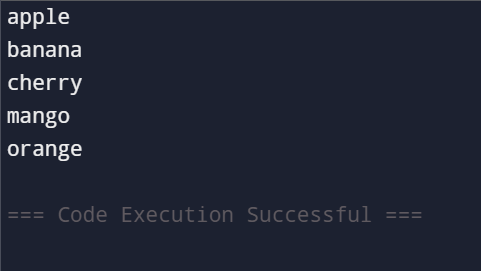 apple
banana
cherry
mango
orange
=== Code Execution Successful ===